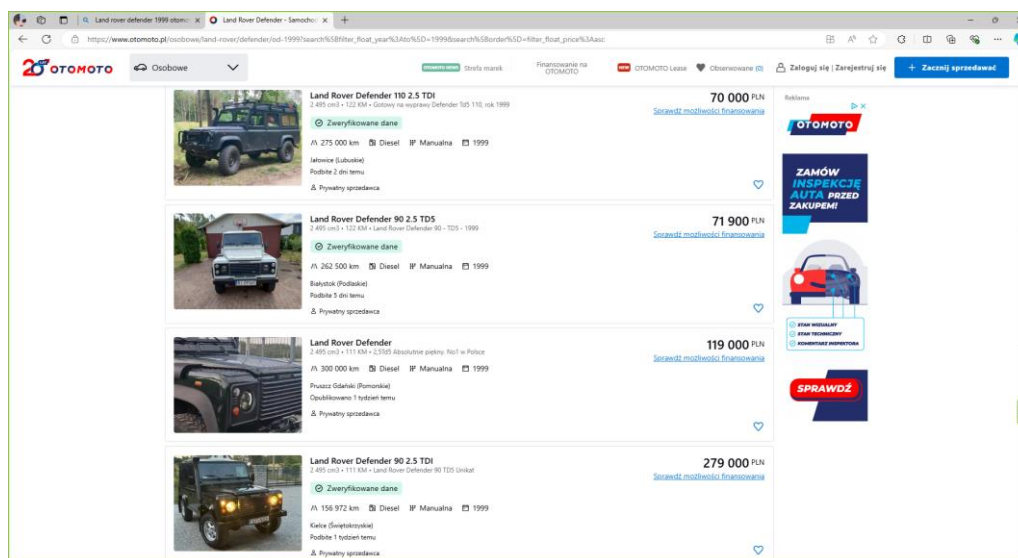 Land rover defender 1999 otomo
Land Rover Defender - Samochod
https://www.otomoto.pl/osobowe/land-rover/defender/od-1999?search%5Bfilter_float_year%3Ato%5D=1999&search%5Border%5D=filter_float_price%3Aasc
20 OTOMOTO
Osobowe
Strefa marek
Finansowanie na
OTOMOTO
NEW
OTOMOTO Lease
Obserwowane (0)
Zaloguj się | Zarejestruj się
+ Zacznij sprzedawać
Land Rover Defender 110 2.5 TDI
2 495 cm3 • 122 KM • Gotowy na wyprawy Defender Td5 110, rok 1999
Zweryfikowane dane
275 000 km Diesel Manualna 1999
Jałowice (Lubuskie)
Podbite 2 dni temu
Prywatny sprzedawca
70 000 PLN
Sprawdź możliwości finansowania
Land Rover Defender 90 2.5 TD5
2 495 cm3 • 122 KM • Land Rover Defender 90 - TD5 - 1999
Zweryfikowane dane
262 500 km Diesel Manualna 1999
Białystok (Podlaskie)
Podbite 5 dni temu
Prywatny sprzedawca
71 900 PLN
Sprawdź możliwości finansowania
Land Rover Defender
2 495 cm3 • 111 KM • 2,5Td5 Absolutnie piękny. No1 w Polsce
300 000 km Diesel Manualna 1999
Pruszcz Gdański (Pomorskie)
Opublikowano 1 tydzień temu
Prywatny sprzedawca
119 000 PLN
Sprawdź możliwości finansowania
Land Rover Defender 90 2.5 TDI
2 495 cm3 • 111 KM • Land Rover Defender 90 TD5 Unikat
Zweryfikowane dane
156 972 km Diesel Manualna 1999
Kielce (Świętokrzyskie)
Podbite 1 tydzień temu
Prywatny sprzedawca
279 000 PLN
Sprawdź możliwości finansowania
Reklama
OTOMOTO
ZAMÓW
INSPEKCJĘ
AUTA PRZED
ZAKUPEM!
STAN WIZUALNY
STAN TECHNICZNY
KOMENTARZ INSPEKTORA
SPRAWDŹ